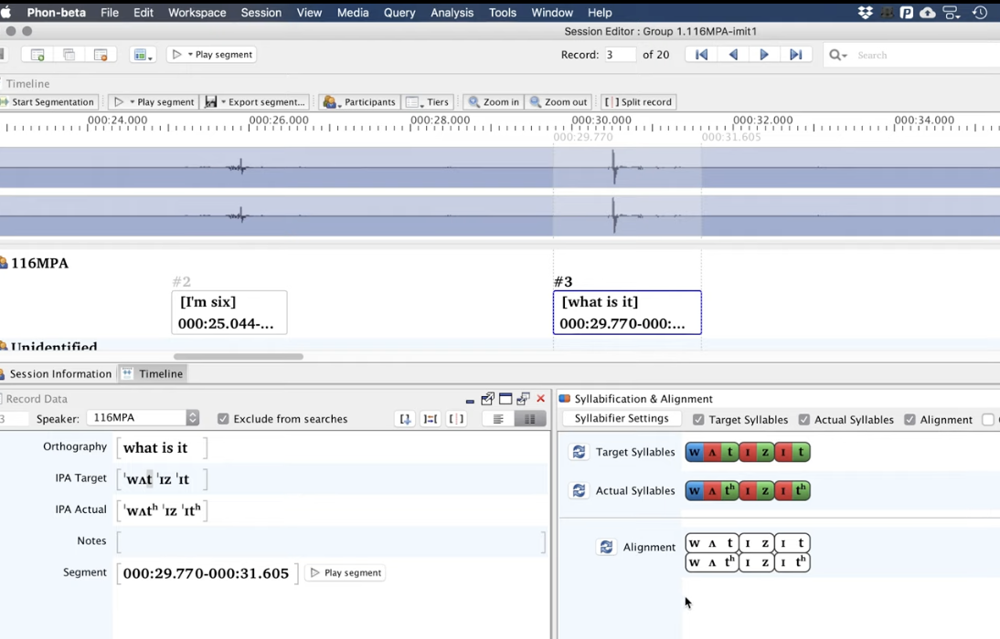 Phon-beta File Edit Workspace Session View Media Query Analysis Tools Window Help
Session Editor : Group 1.116MPA-imit1
Play segment Record: 3 of 20 Search
Timeline
Start Segmentation Play segment Export segment... Participants Tiers Zoom in Zoom out [ ] Split record
000:24.000 000:26.000 000:28.000 000:30.000 000:32.000 000:34.000
000:29.770 000:31.605
116MPA
#2 #3
[I'm six] [what is it]
000:25.044-... 000:29.770-000:...
Unidentified
Session Information Timeline
Record Data Syllabification & Alignment
3 Speaker: 116MPA Exclude from searches Syllabifier Settings Target Syllables Actual Syllables Alignment
Orthography [what is it] Target Syllables w ʌ t ɪ z ɪ t
IPA Target [ˈwʌt ˈɪz ˈɪt]
Actual Syllables w ʌ tʰ ɪ z ɪ tʰ
IPA Actual [ˈwʌtʰ ˈɪz ˈɪtʰ]
Notes [ ]
Alignment w ʌ t ɪ z ɪ t
w ʌ tʰ ɪ z ɪ tʰ
Segment [000:29.770-000:31.605] Play segment